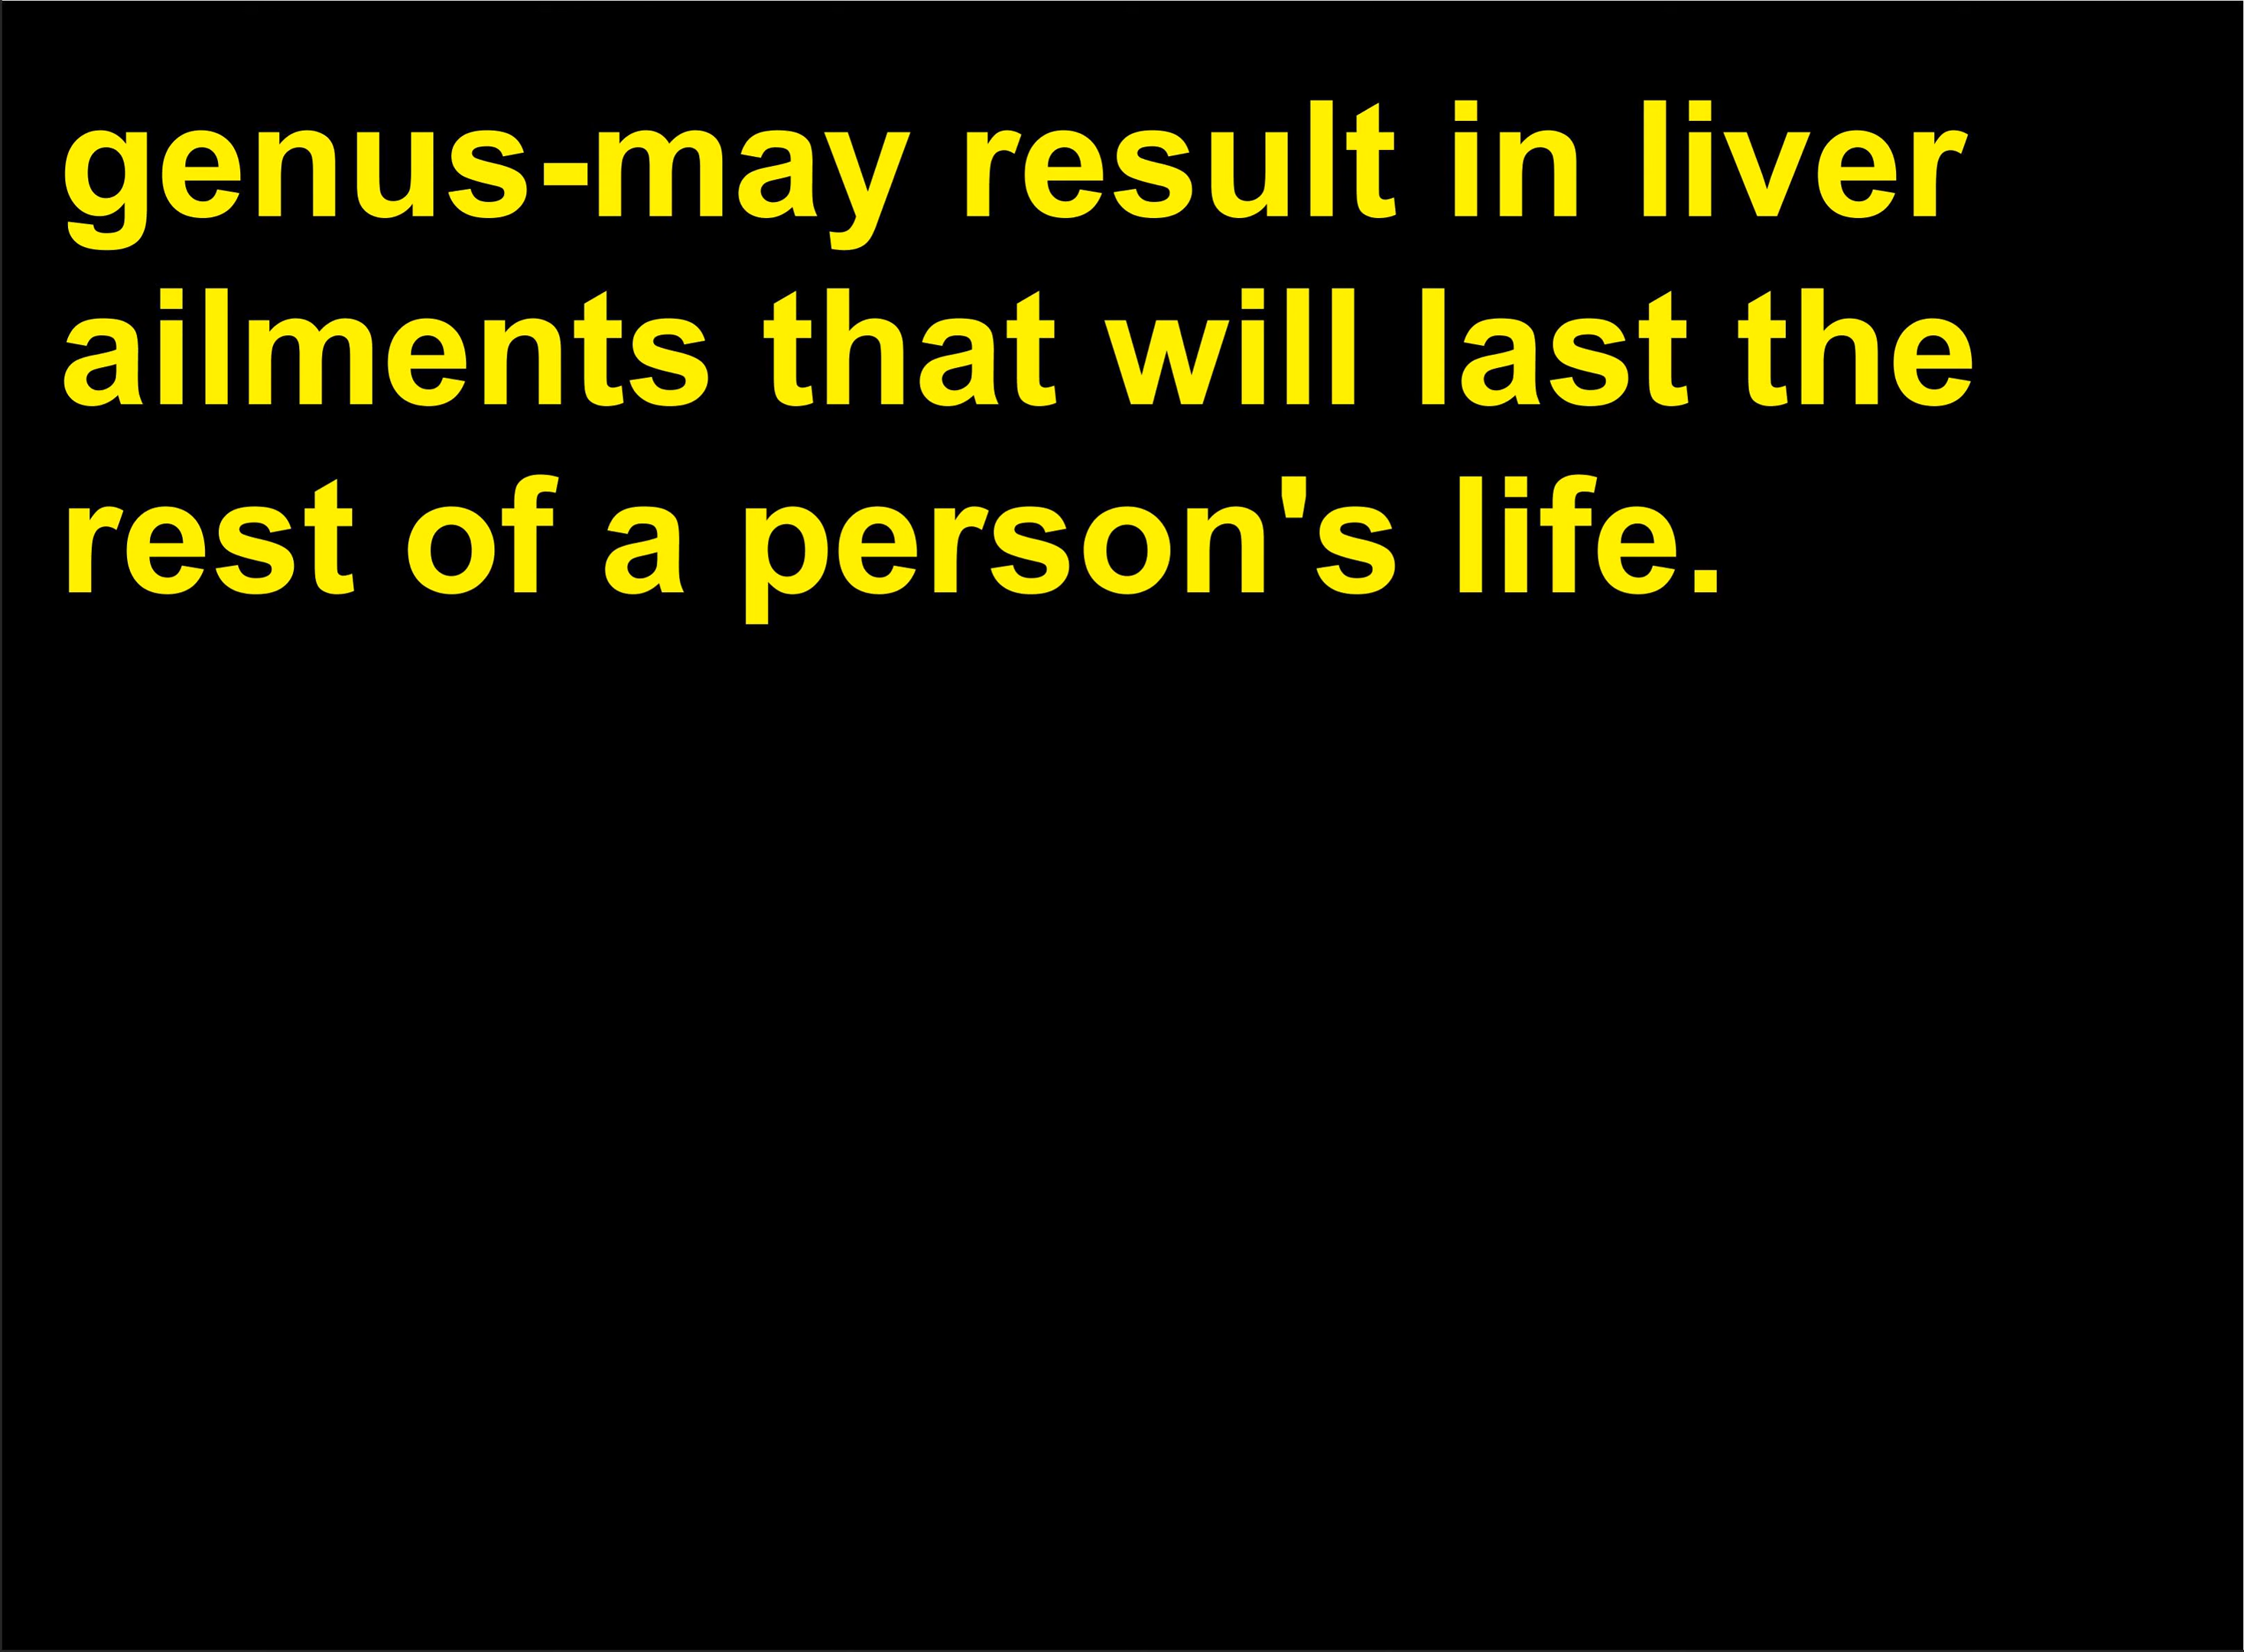 genus-may result in liver
ailments that will last the
rest of a person's life.